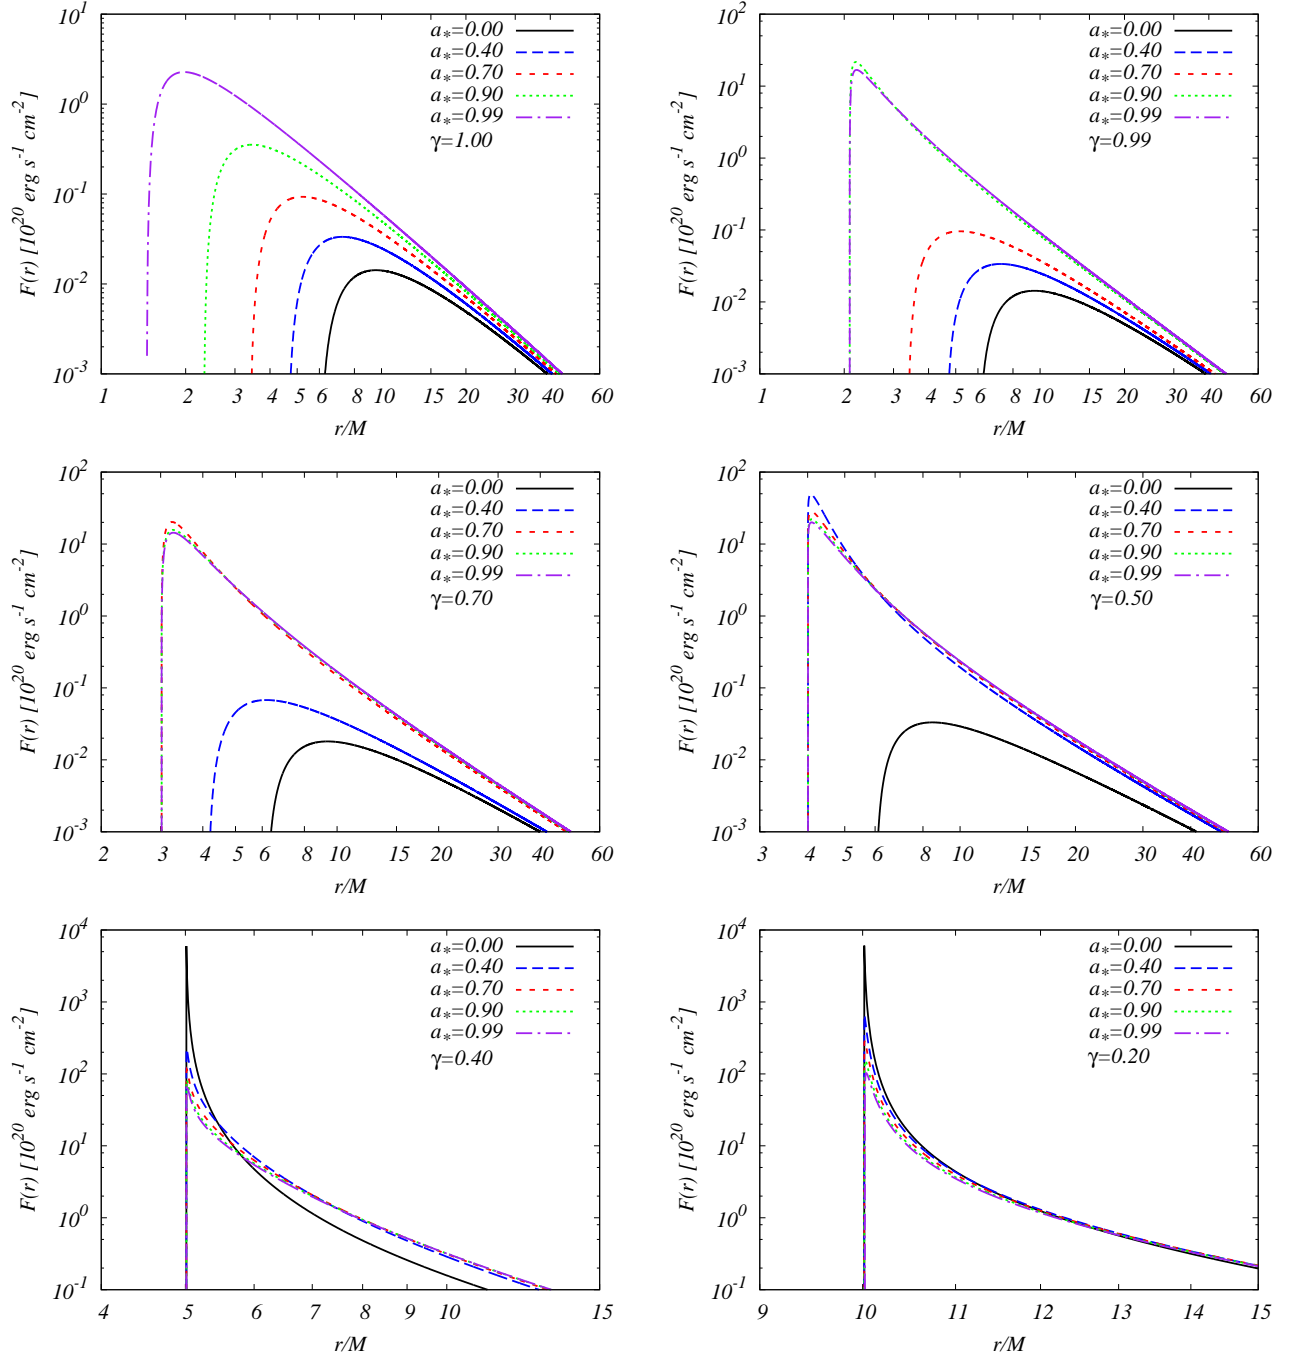 F(r) [10^20 erg s^-1 cm^-2]
10^1
10^0
10^-1
10^-2
10^-3
a*=0.00
a*=0.40
a*=0.70
a*=0.90
a*=0.99
γ=1.00
1 2 3 4 5 6 8 10 15 20 30 40 60
r/M
F(r) [10^20 erg s^-1 cm^-2]
10^2
10^1
10^0
10^-1
10^-2
10^-3
a*=0.00
a*=0.40
a*=0.70
a*=0.90
a*=0.99
γ=0.99
1 2 3 4 5 6 8 10 15 20 30 40 60
r/M
F(r) [10^20 erg s^-1 cm^-2]
10^2
10^1
10^0
10^-1
10^-2
10^-3
a*=0.00
a*=0.40
a*=0.70
a*=0.90
a*=0.99
γ=0.70
2 3 4 5 6 8 10 15 20 30 40 60
r/M
F(r) [10^20 erg s^-1 cm^-2]
10^2
10^1
10^0
10^-1
10^-2
10^-3
a*=0.00
a*=0.40
a*=0.70
a*=0.90
a*=0.99
γ=0.50
3 4 5 6 8 10 15 20 30 40 60
r/M
F(r) [10^20 erg s^-1 cm^-2]
10^4
10^3
10^2
10^1
10^0
10^-1
a*=0.00
a*=0.40
a*=0.70
a*=0.90
a*=0.99
γ=0.40
4 5 6 7 8 9 10 15
r/M
F(r) [10^20 erg s^-1 cm^-2]
10^4
10^3
10^2
10^1
10^0
10^-1
a*=0.00
a*=0.40
a*=0.70
a*=0.90
a*=0.99
γ=0.20
9 10 11 12 13 14 15
r/M